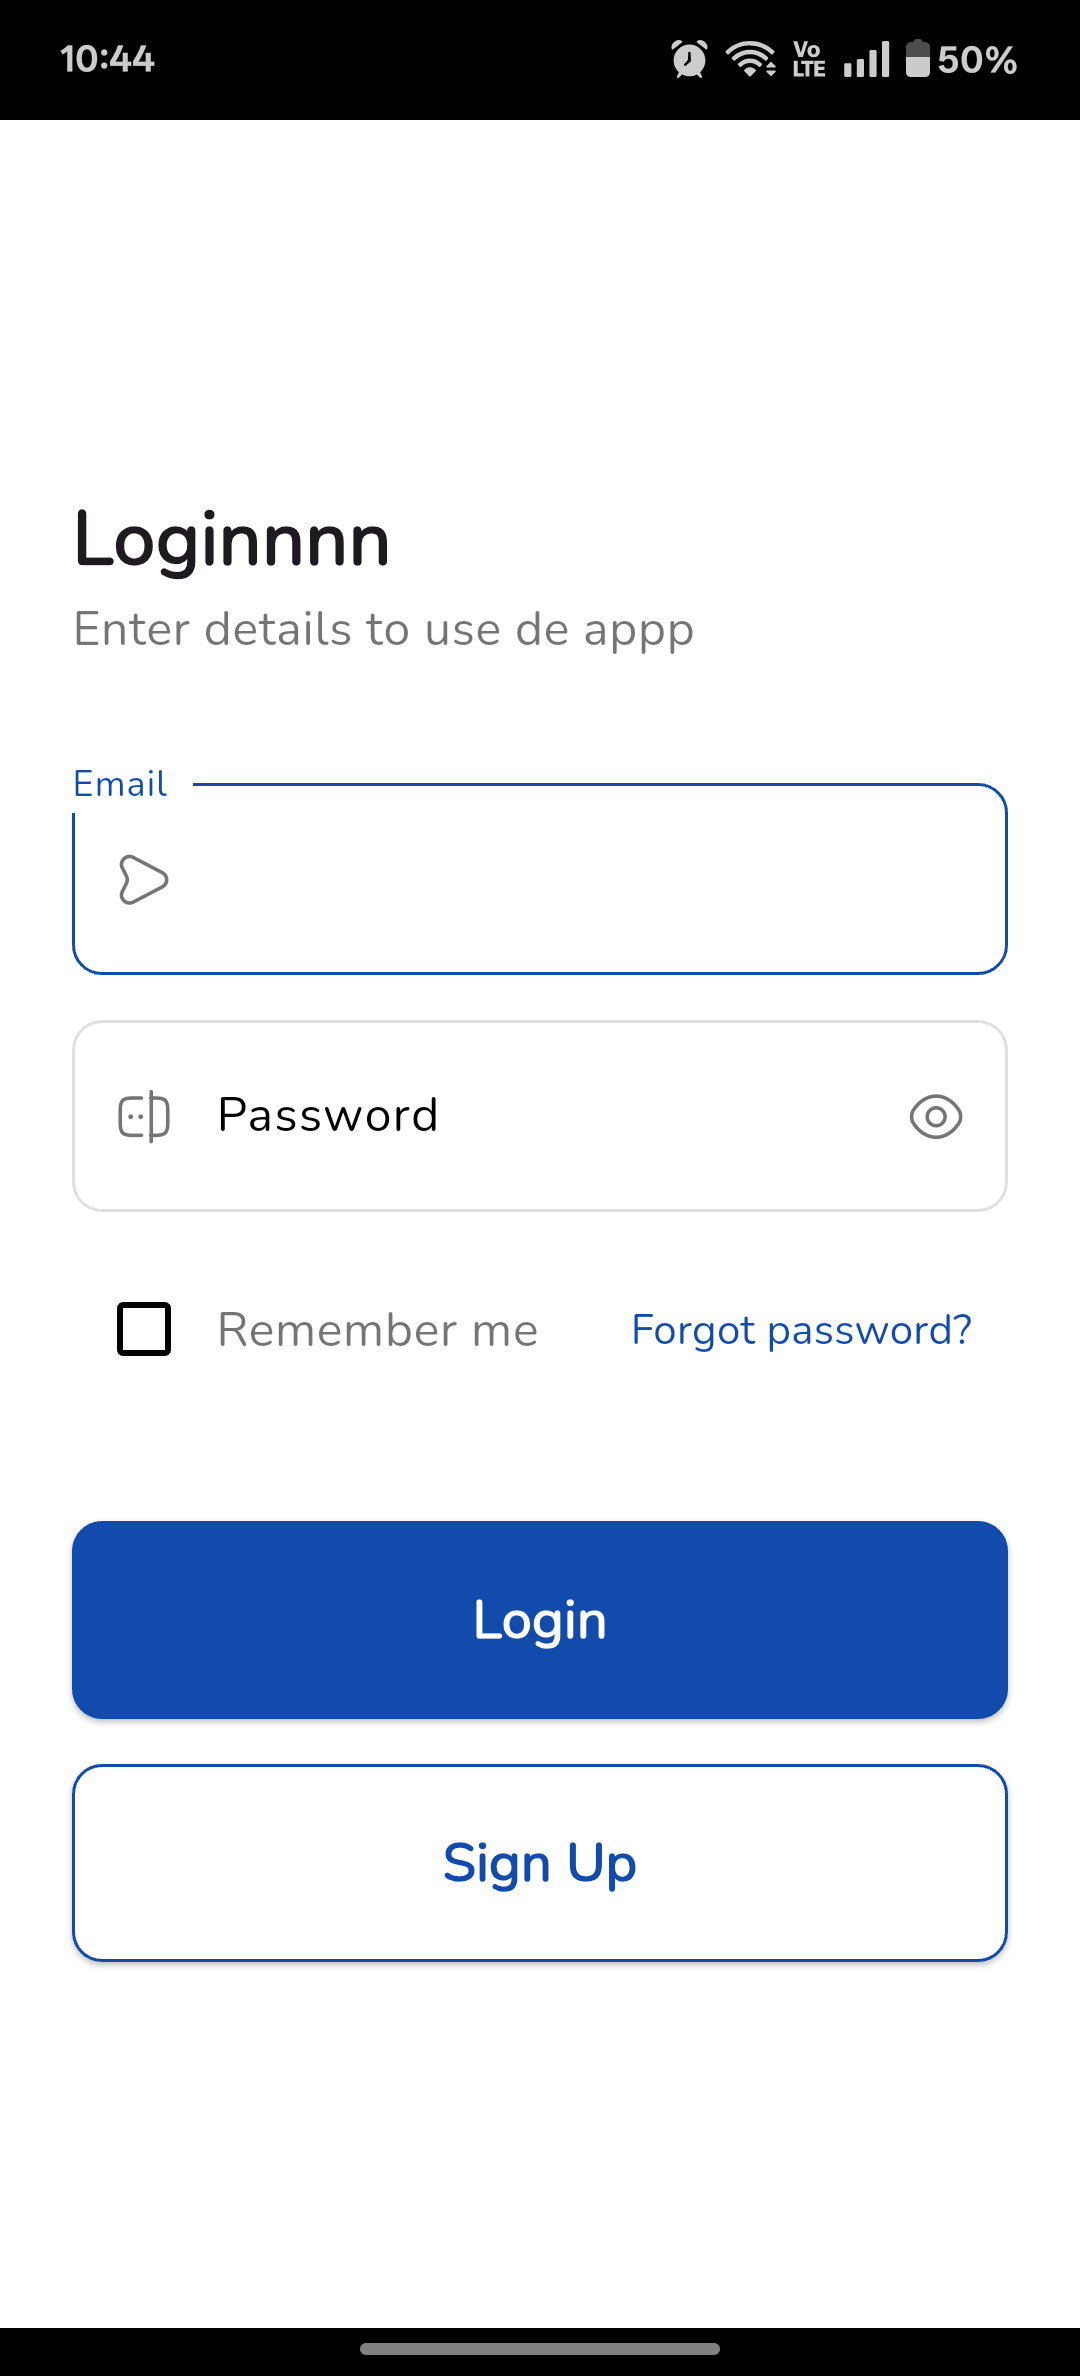 10:44 Vo LTE 50%
Loginnnn
Enter details to use de appp
Email
Password
Remember me Forgot password?
Login
Sign Up